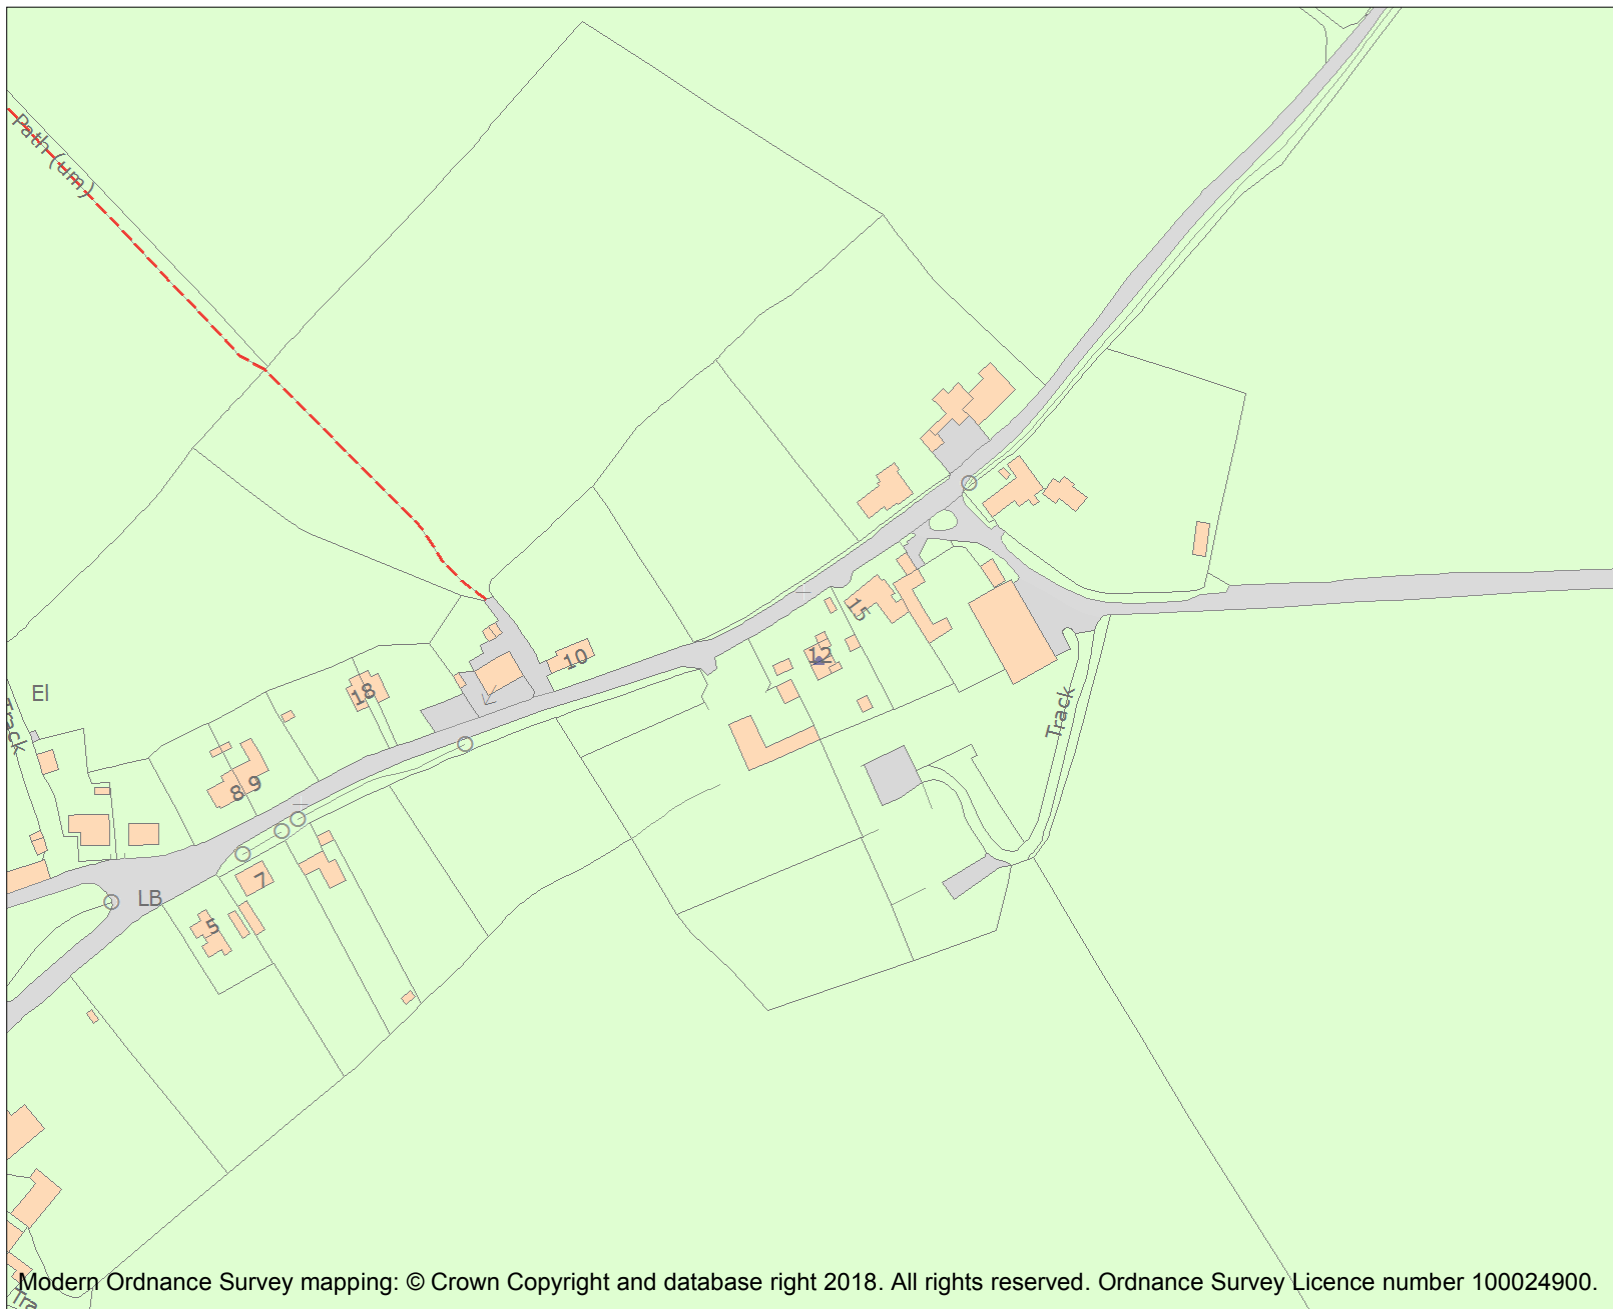 Path (um)
15
12
10
El
18
Track
Track
9
8
LB
7
5
Modern Ordnance Survey mapping: © Crown Copyright and database right 2018. All rights reserved. Ordnance Survey Licence number 100024900.
Tra